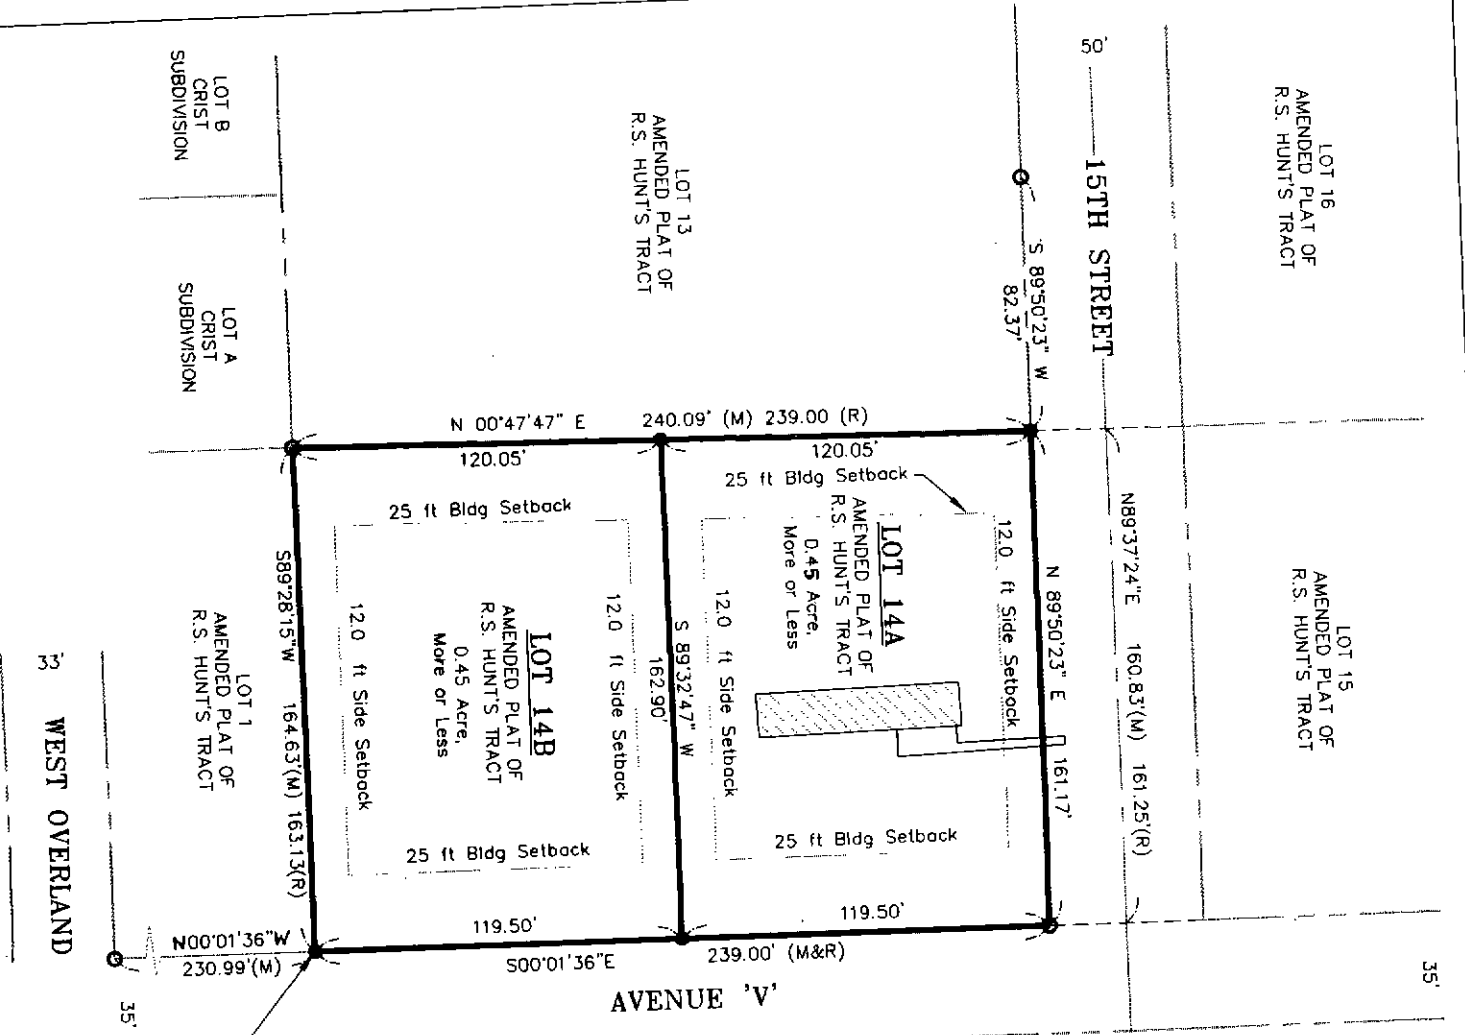 LOT B
CRIST
SUBDIVISION
LOT A
CRIST
SUBDIVISION
LOT 13
AMENDED PLAT OF
R.S. HUNT'S TRACT
50'
15TH STREET
S 89°50'23" W
82.37'
LOT 16
AMENDED PLAT OF
R.S. HUNT'S TRACT
N 00°47'47" E 240.09' (M) 239.00 (R)
120.05'
120.05'
25 ft Bldg Setback
25 ft Bldg Setback
LOT 14A
AMENDED PLAT OF
R.S. HUNT'S TRACT
0.45 Acre,
More or Less
12.0 ft Side Setback
12.0 ft Side Setback
N 89°50'23" E 161.17'
N89°37'24"E 160.83'(M) 161.25'(R)
LOT 15
AMENDED PLAT OF
R.S. HUNT'S TRACT
S 89°32'47" W
162.90'
12.0 ft Side Setback
LOT 14B
AMENDED PLAT OF
R.S. HUNT'S TRACT
0.45 Acre,
More or Less
12.0 ft Side Setback
S89°28'15"W 164.63'(M) 163.13(R)
LOT 1
AMENDED PLAT OF
R.S. HUNT'S TRACT
33'
WEST OVERLAND
25 ft Bldg Setback
25 ft Bldg Setback
119.50'
119.50'
N00°01'36"W
230.99'(M)
S00°01'36"E
239.00' (M&R)
AVENUE 'V'
35'
35'